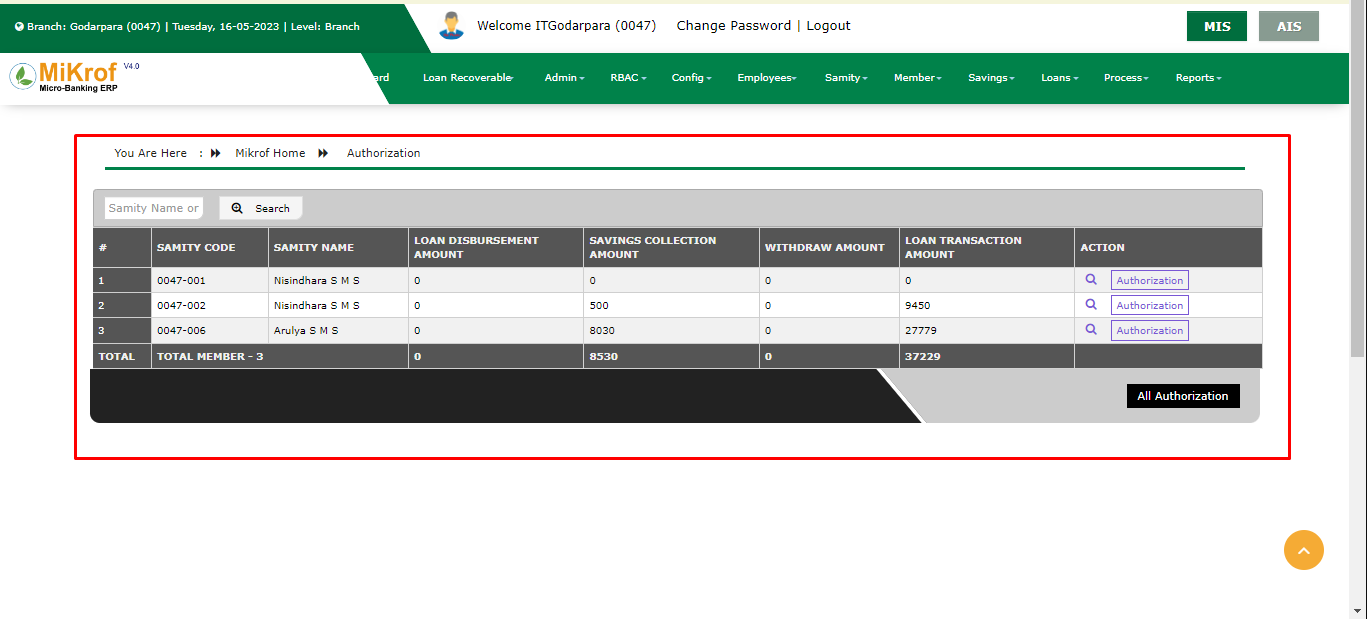 Branch: Godarpara (0047) | Tuesday, 16-05-2023 | Level: Branch
Welcome ITGodarpara (0047) Change Password | Logout
MIS AIS
MiKrof V4.0
Micro-Banking ERP
ard Loan Recoverable Admin RBAC Config Employees Samity Member Savings Loans Process Reports
You Are Here : Mikrof Home Authorization
Samity Name or Search
# SAMITY CODE SAMITY NAME LOAN DISBURSEMENT AMOUNT SAVINGS COLLECTION AMOUNT WITHDRAW AMOUNT LOAN TRANSACTION AMOUNT ACTION
1 0047-001 Nisindhara S M S 0 0 0 0 Authorization
2 0047-002 Nisindhara S M S 0 500 0 9450 Authorization
3 0047-006 Arulya S M S 0 8030 0 27779 Authorization
TOTAL TOTAL MEMBER - 3 0 8530 0 37229
All Authorization